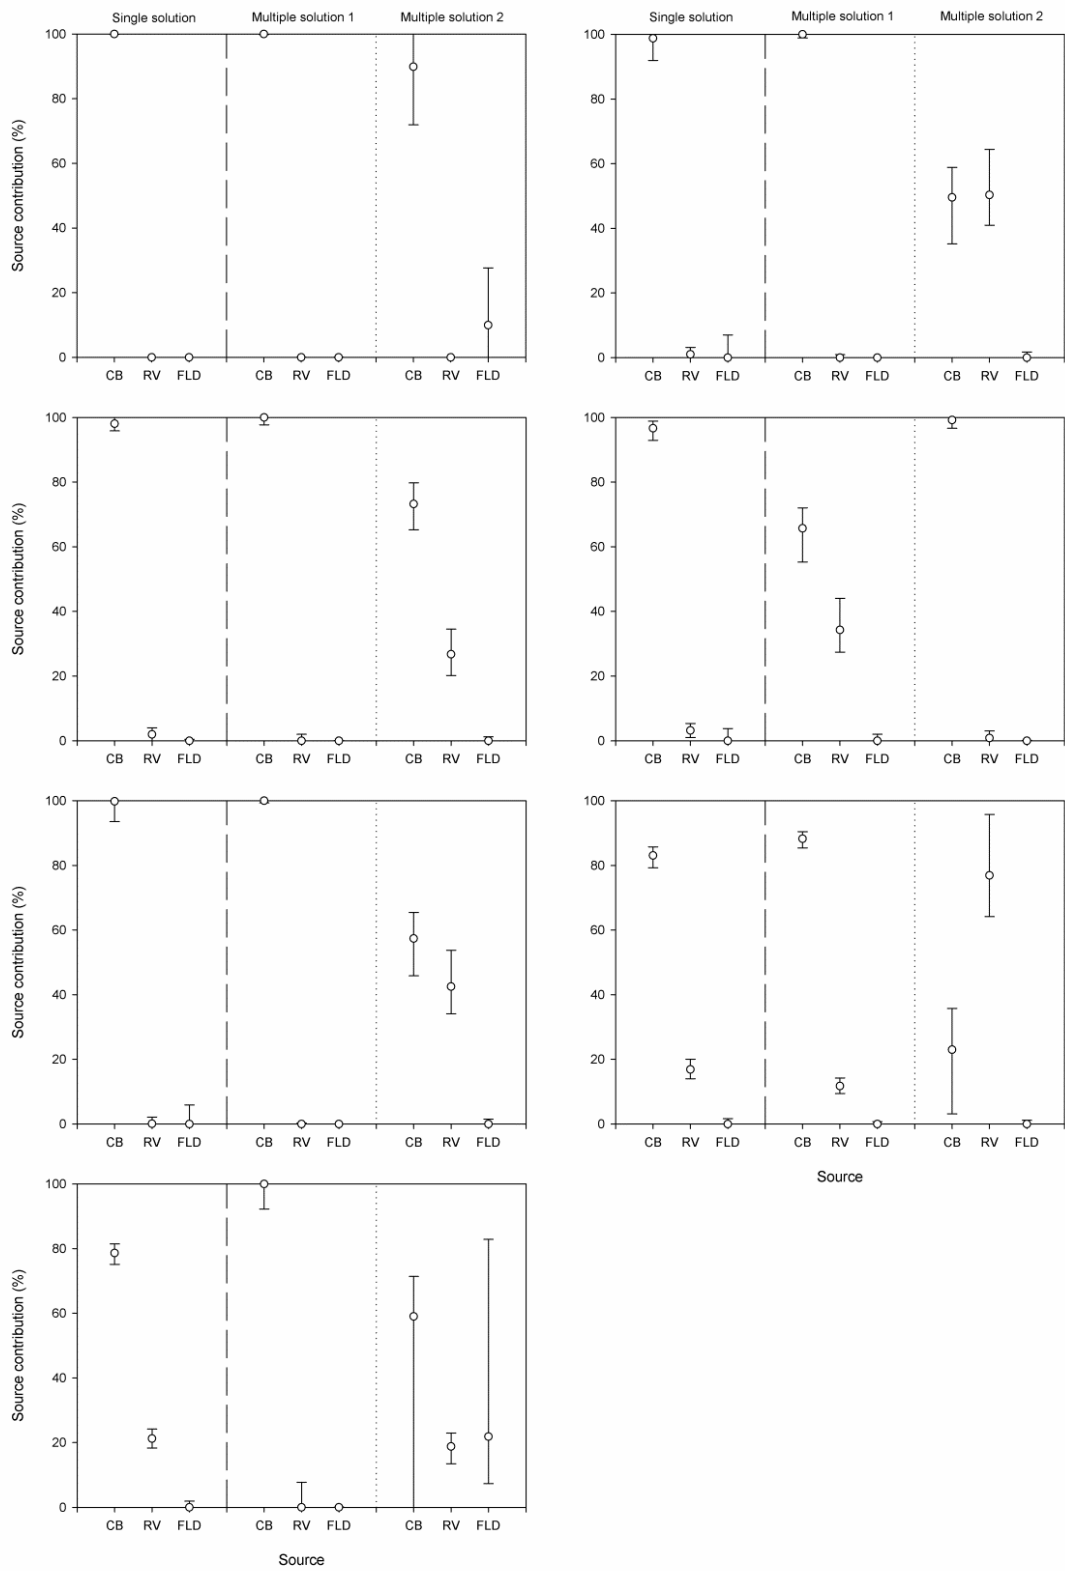 Single solution Multiple solution 1 Multiple solution 2
Single solution Multiple solution 1 Multiple solution 2
Source contribution (%)
100
80
60
40
20
0
CB RV FLD CB RV FLD CB RV FLD
100
80
60
40
20
0
CB RV FLD CB RV FLD CB RV FLD
Source contribution (%)
100
80
60
40
20
0
CB RV FLD CB RV FLD CB RV FLD
100
80
60
40
20
0
CB RV FLD CB RV FLD CB RV FLD
Source contribution (%)
100
80
60
40
20
0
CB RV FLD CB RV FLD CB RV FLD
100
80
60
40
20
0
CB RV FLD CB RV FLD CB RV FLD
Source
Source contribution (%)
100
80
60
40
20
0
CB RV FLD CB RV FLD CB RV FLD
Source